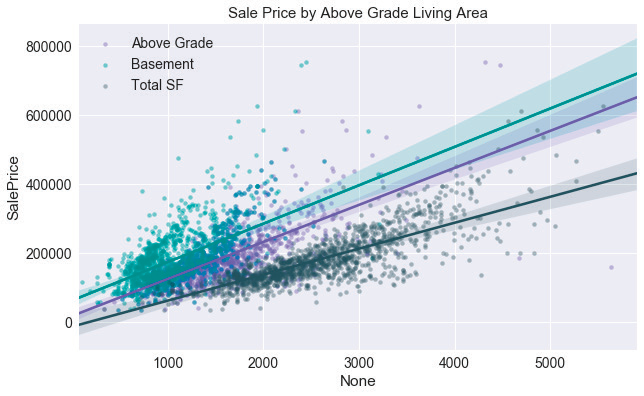 Sale Price by Above Grade Living Area
800000
600000
400000
200000
0
SalePrice
Above Grade
Basement
Total SF
1000
2000
3000
4000
5000
None